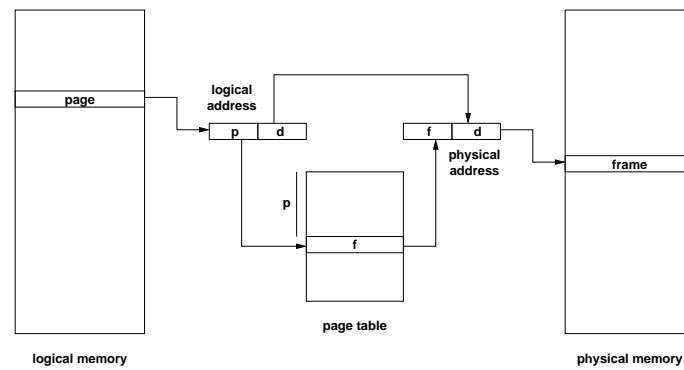 logical
address
page
p d
f d
physical
address
frame
p
f
page table
logical memory
physical memory